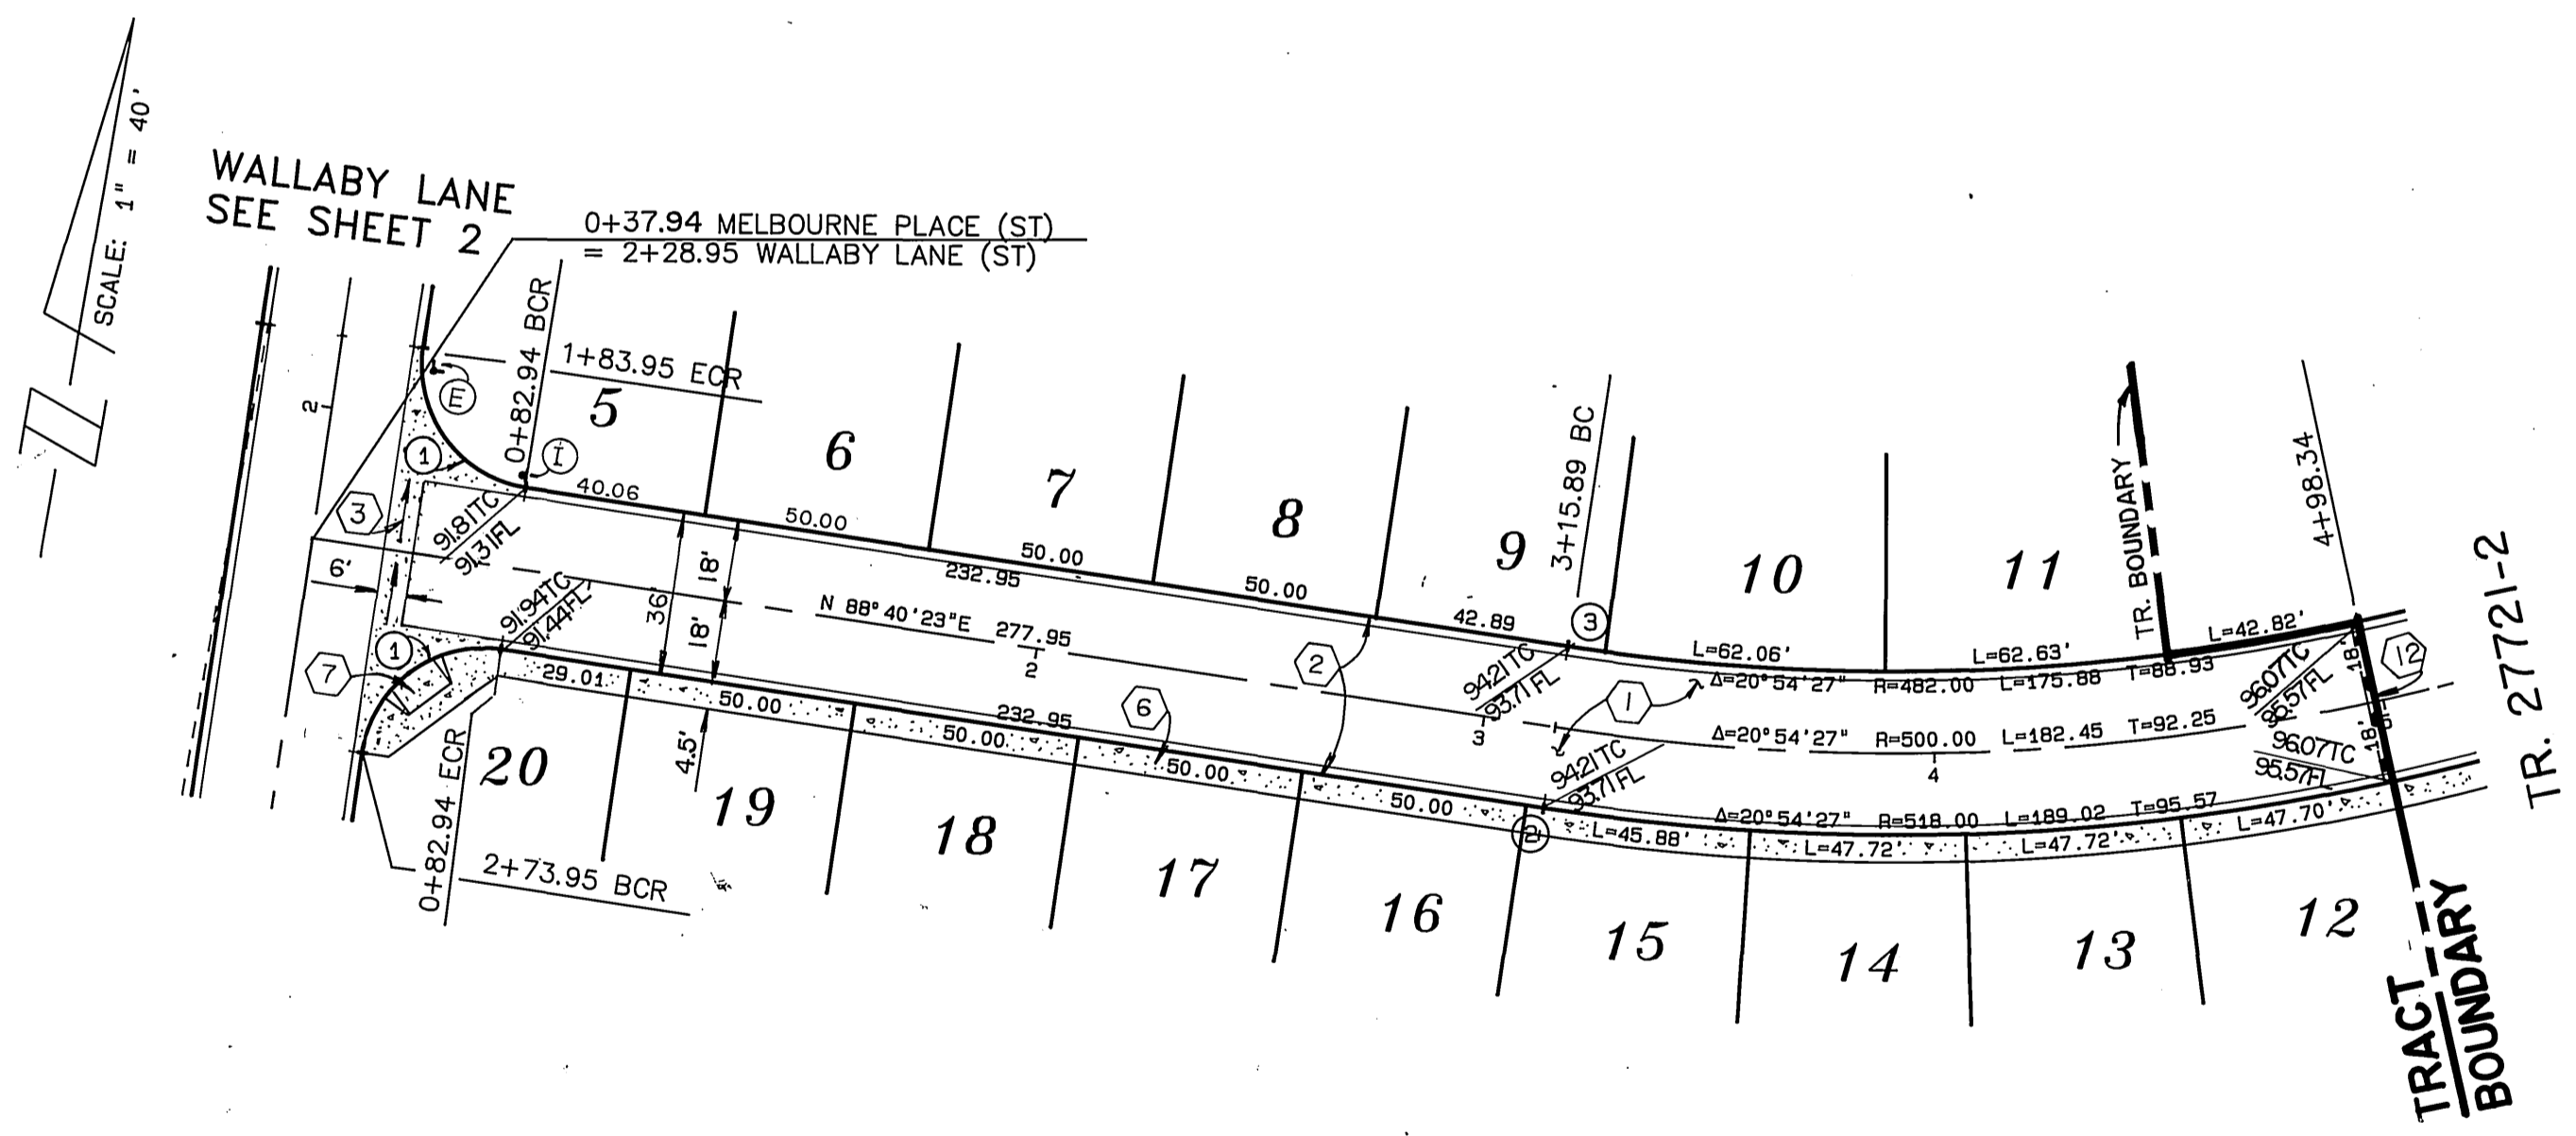 SCALE: 1" = 40'
WALLABY LANE
SEE SHEET 2
0+37.94 MELBOURNE PLACE (ST)
= 2+28.95 WALLABY LANE (ST)
0+82.94 BCR
1+83.95 ECR
E
I
2
1
3
91.81TC
91.31FL
6'
91.94TC
91.44FL
1
7
5
6
7
8
9
10
11
40.06
50.00
50.00
50.00
42.89
232.95
36'
18'
18'
N 88°40'23"E 277.95
2
2
3
3+15.89 BC
3
94.21TC
93.71FL
L=62.06'
L=62.63'
L=42.82'
Δ=20°54'27" R=482.00 L=175.88 T=88.93
1
Δ=20°54'27" R=500.00 L=182.45 T=92.25
4
94.21TC
93.71FL
Δ=20°54'27" R=518.00 L=189.02 T=95.57
TR. BOUNDARY
4+98.34
96.07TC
95.57FL
18'
12
5
18'
96.07TC
95.57FL
TR. 27721-2
29.01
50.00
232.95
50.00
6
50.00
50.00
2
L=45.88'
L=47.72'
L=47.72'
L=47.70'
4.5'
0+82.94 ECR
2+73.95 BCR
20
19
18
17
16
15
14
13
12
TRACT
BOUNDARY